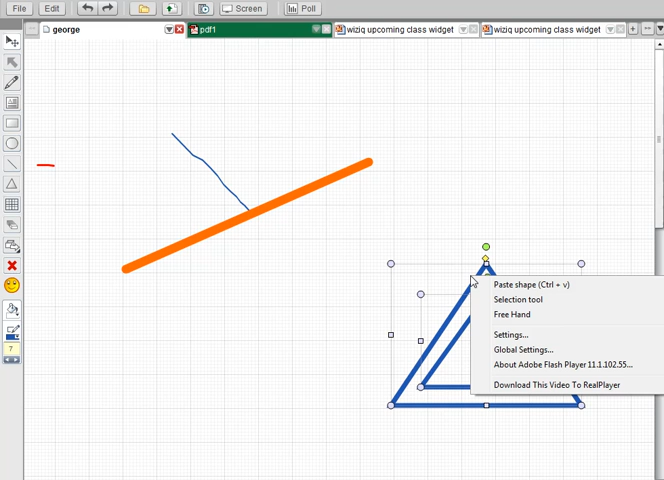 File Edit Screen Poll
george pdf1 wiziq upcoming class widget wiziq upcoming class widget
Paste shape (Ctrl + v)
Selection tool
Free Hand
Settings...
Global Settings...
About Adobe Flash Player 11.1.102.55...
Download This Video To RealPlayer
7